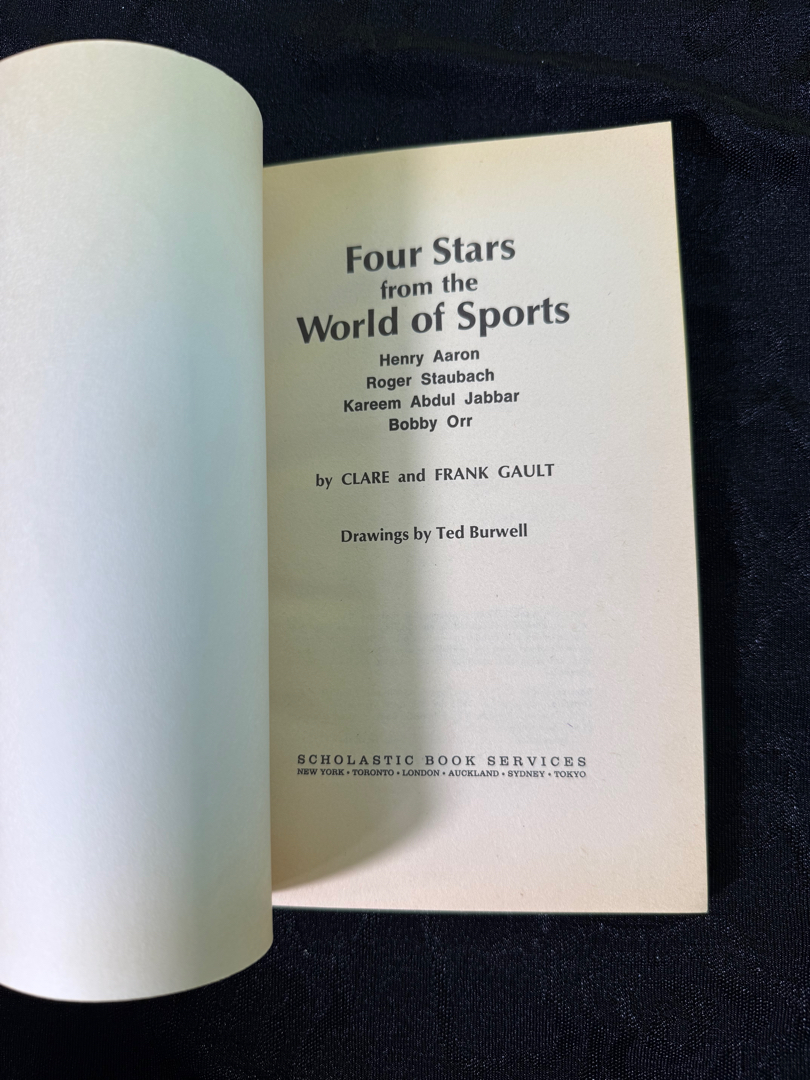 Four Stars
from the
World of Sports
Henry Aaron
Roger Staubach
Kareem Abdul Jabbar
Bobby Orr
by CLARE and FRANK GAULT
Drawings by Ted Burwell
SCHOLASTIC BOOK SERVICES
NEW YORK • TORONTO • LONDON • AUCKLAND • SYDNEY • TOKYO